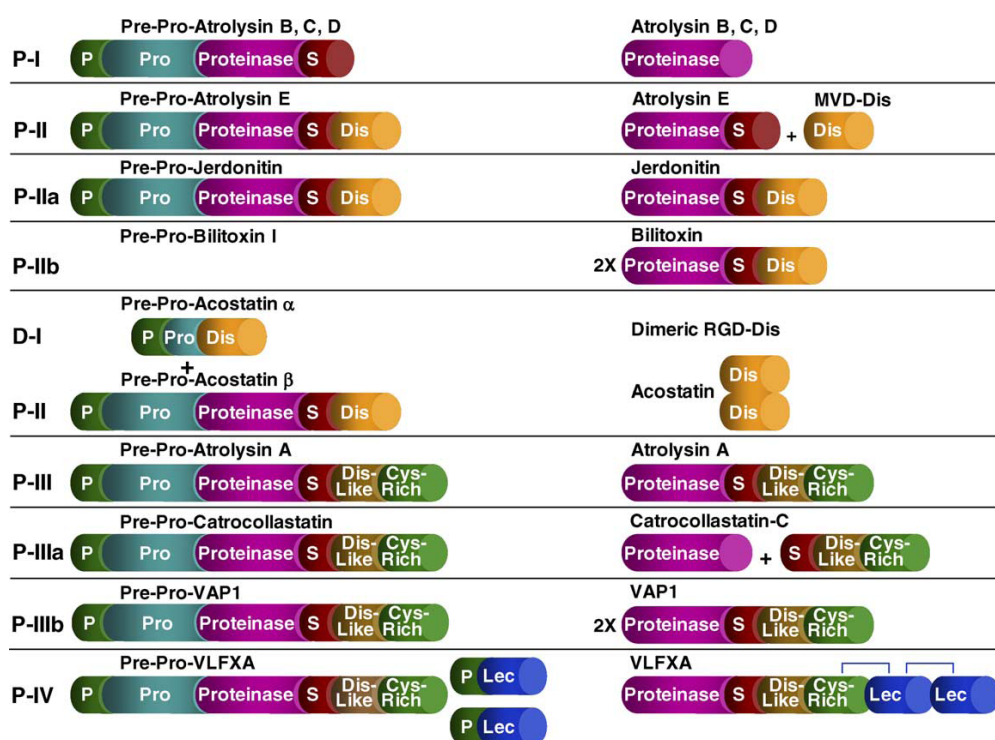 Pre-Pro-Atrolysin B, C, D Atrolysin B, C, D
P-I P Pro Proteinase S Proteinase
Pre-Pro-Atrolysin E Atrolysin E MVD-Dis
P-II P Pro Proteinase S Dis Proteinase S + Dis
Pre-Pro-Jerdonitin Jerdonitin
P-IIa P Pro Proteinase S Dis Proteinase S Dis
Pre-Pro-Bilitoxin I Bilitoxin
P-IIb 2X Proteinase S Dis
Pre-Pro-Acostatin α
D-I P Pro Dis Dimeric RGD-Dis
+
Pre-Pro-Acostatin β Acostatin Dis
P-II P Pro Proteinase S Dis Dis
Pre-Pro-Atrolysin A Atrolysin A
P-III P Pro Proteinase S Dis-Like Cys-Rich Proteinase S Dis-Like Cys-Rich
Pre-Pro-Catrocollastatin Catrocollastatin-C
P-IIIa P Pro Proteinase S Dis-Like Cys-Rich Proteinase + S Dis-Like Cys-Rich
Pre-Pro-VAP1 VAP1
P-IIIb P Pro Proteinase S Dis-Like Cys-Rich 2X Proteinase S Dis-Like Cys-Rich
Pre-Pro-VLFXA P Lec VLFXA
P-IV P Pro Proteinase S Dis-Like Cys-Rich Proteinase S Dis-Like Cys-Rich Lec Lec
P Lec